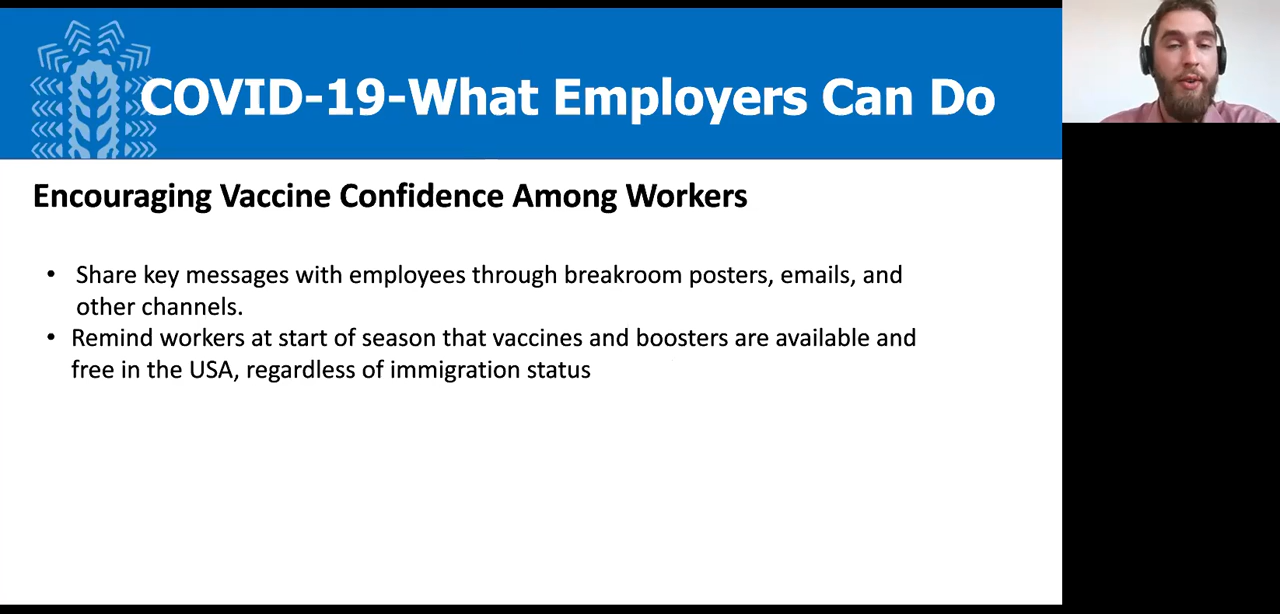 COVID-19-What Employers Can Do
Encouraging Vaccine Confidence Among Workers
• Share key messages with employees through breakroom posters, emails, and
other channels.
• Remind workers at start of season that vaccines and boosters are available and
free in the USA, regardless of immigration status